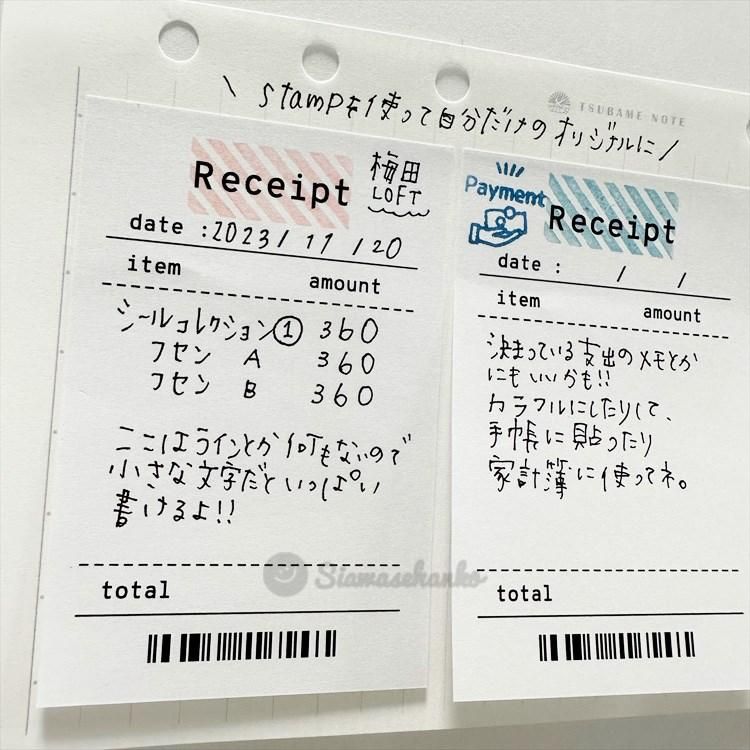 \ stampを使って自分だけのオリジナルに /
TSUBAME NOTE
Receipt
梅田
LOFT
date : 2023 / 11 / 20
item amount
シールコレクション① 360
フセン A 360
フセン B 360
ここはラインとか何もないので
小さな文字だといっぱい
書けるよ!!
total
Payment
Receipt
date : / /
item amount
決まっている支出のメモとか
にもいいかも!!
カラフルにしたりして、
手帳に貼ったり
家計簿に使ってネ。
total
Siawasehanko